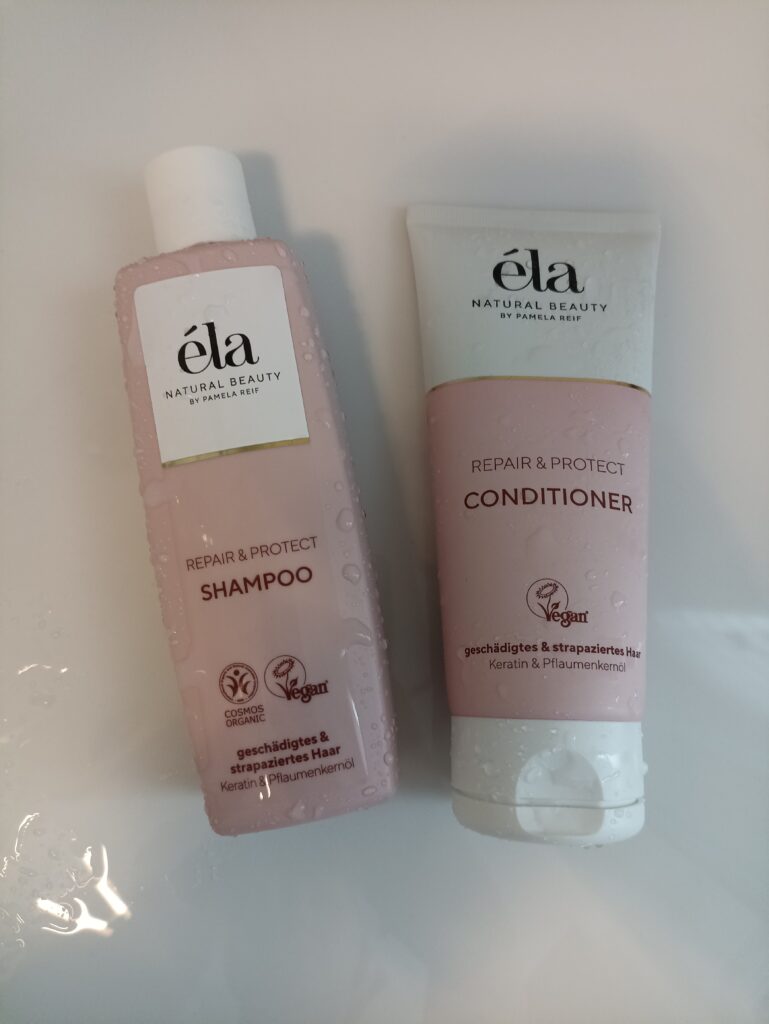 éla
NATURAL BEAUTY
BY PAMELA REIF
REPAIR & PROTECT
SHAMPOO
COSMOS
ORGANIC
Vegan
geschädigtes &
strapaziertes Haar
Keratin & Pflaumenkernöl
éla
NATURAL BEAUTY
BY PAMELA REIF
REPAIR & PROTECT
CONDITIONER
Vegan
geschädigtes & strapaziertes Haar
Keratin & Pflaumenkernöl